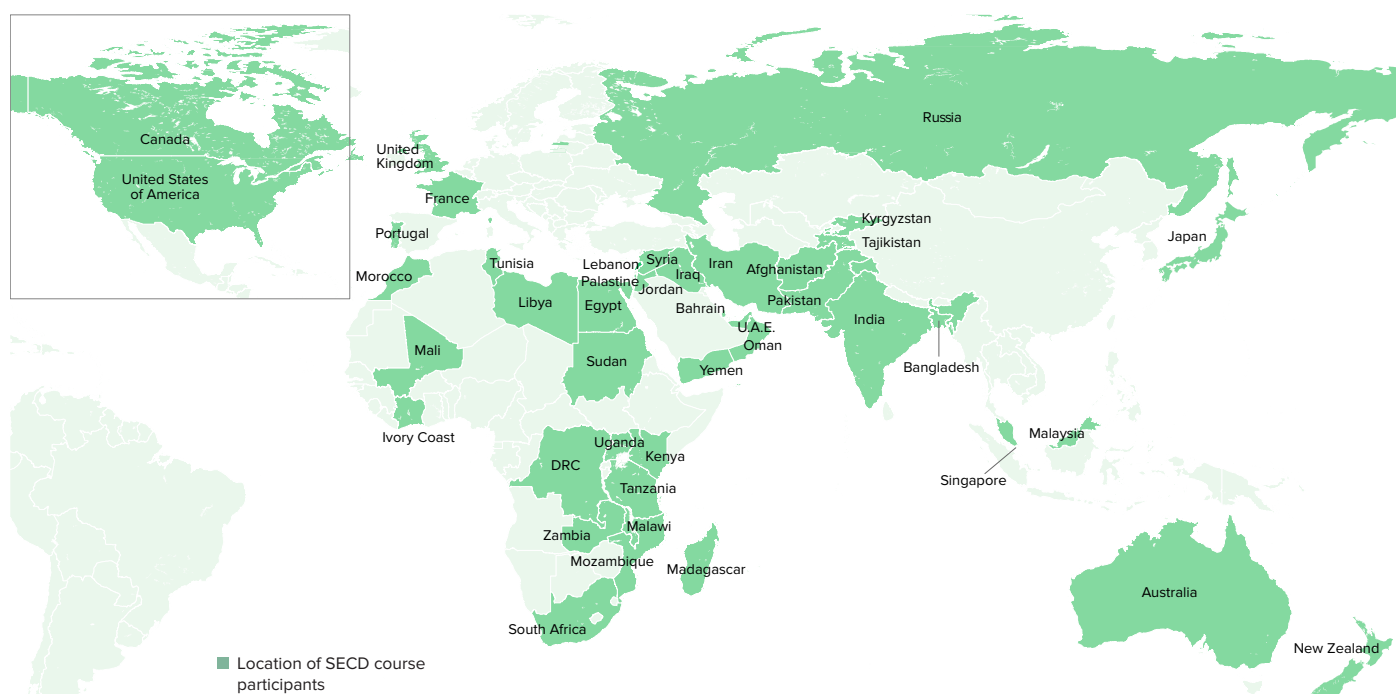 Canada
United States
of America
Russia
United
Kingdom
France
Portugal
Kyrgyzstan
Tajikistan
Japan
Morocco
Tunisia
Lebanon
Syria
Iran
Afghanistan
Palestine
Iraq
Jordan
Libya
Egypt
Bahrain
Pakistan
India
U.A.E.
Oman
Mali
Sudan
Yemen
Bangladesh
Ivory Coast
Malaysia
Uganda
Kenya
DRC
Singapore
Tanzania
Malawi
Zambia
Mozambique
Madagascar
Australia
South Africa
New Zealand
Location of SECD course
participants